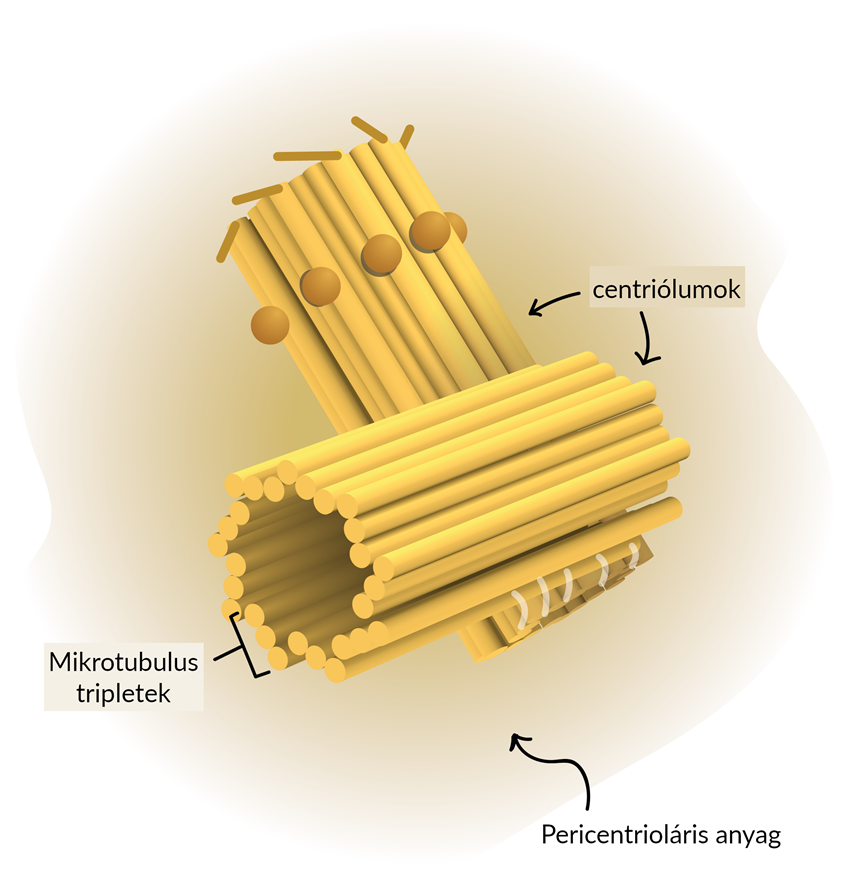 centriólumok
Mikrotubulus
tripletek
Pericentrioláris anyag